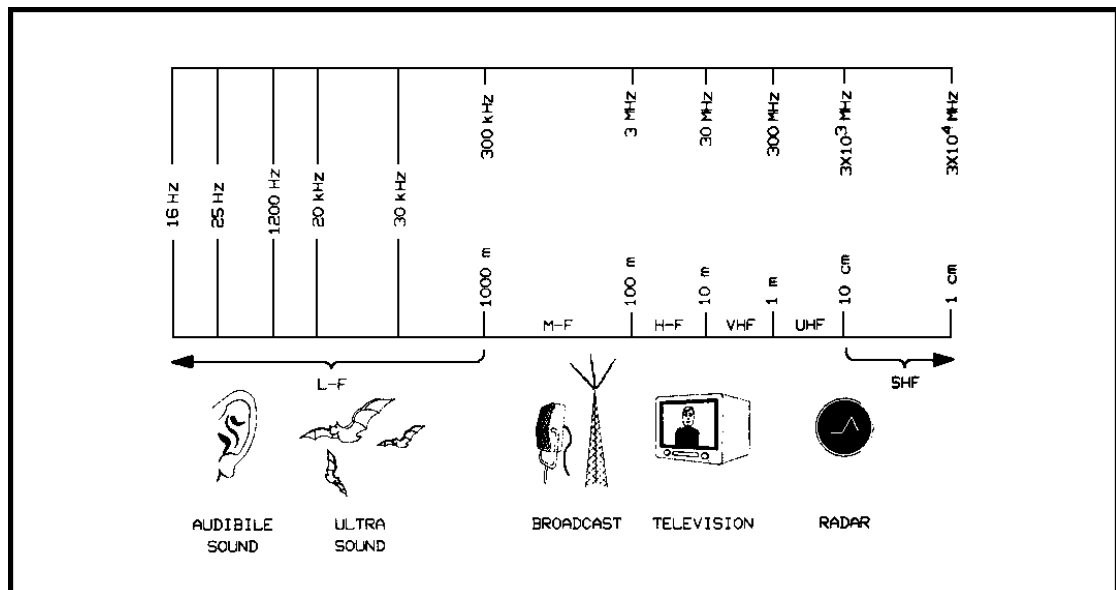 16 Hz
25 Hz
1200 Hz
20 kHz
30 kHz
300 kHz
3 MHz
30 MHz
300 MHz
3X10³ MHz
3X10⁴ MHz
1000 m
100 m
10 m
1 m
10 cm
1 cm
M-F
H-F
VHF
UHF
L-F
SHF
AUDIBILE
SOUND
ULTRA
SOUND
BROADCAST
TELEVISION
RADAR